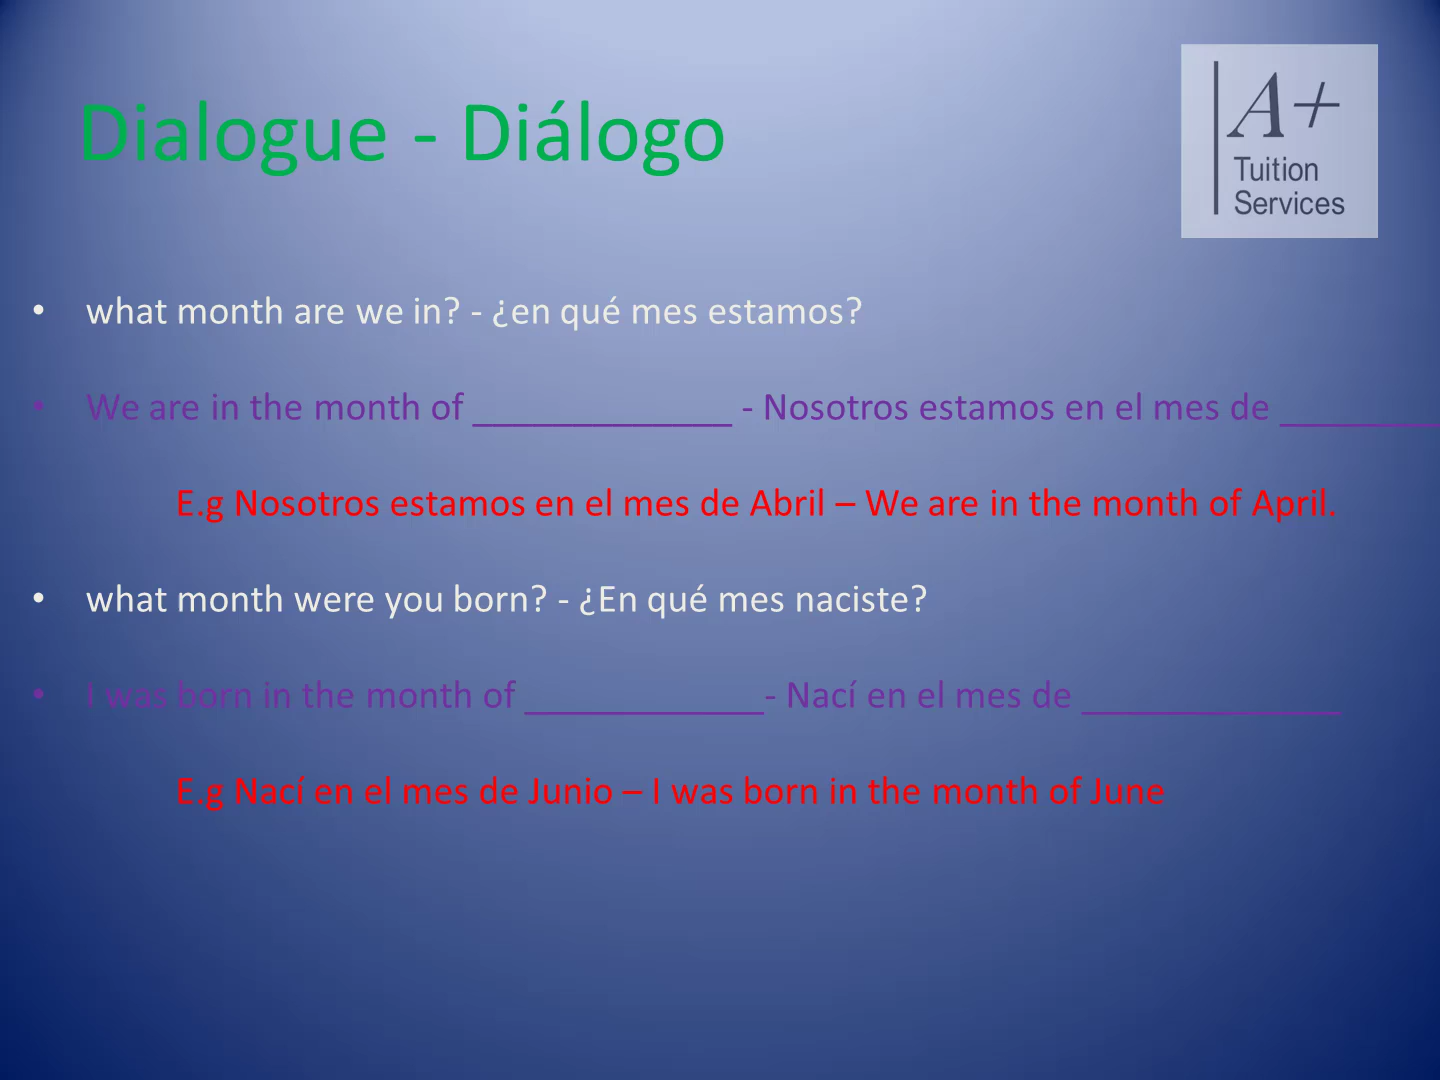 Dialogue - Diálogo
A+
Tuition
Services
• what month are we in? - ¿en qué mes estamos?
• We are in the month of _____________ - Nosotros estamos en el mes de ________
E.g Nosotros estamos en el mes de Abril – We are in the month of April.
• what month were you born? - ¿En qué mes naciste?
• I was born in the month of ____________- Nací en el mes de _____________
E.g Nací en el mes de Junio – I was born in the month of June